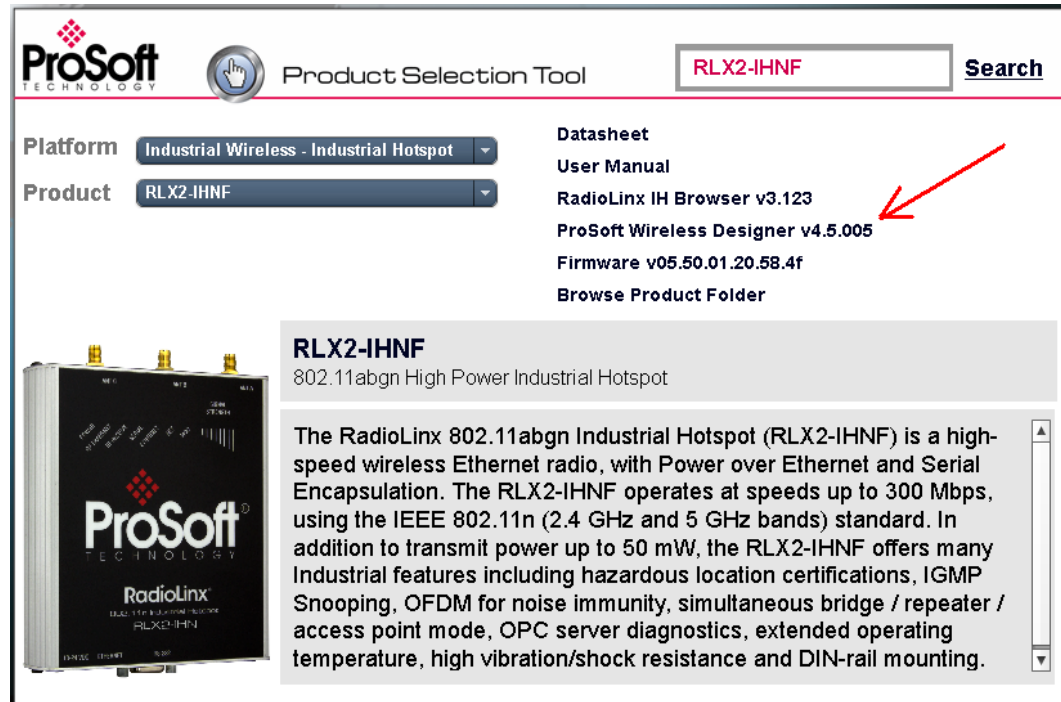 ProSoft
TECHNOLOGY
Product Selection Tool
RLX2-IHNF
Search
Platform
Industrial Wireless - Industrial Hotspot
Product
RLX2-IHNF
Datasheet
User Manual
RadioLinx IH Browser v3.123
ProSoft Wireless Designer v4.5.005
Firmware v05.50.01.20.58.4f
Browse Product Folder
RLX2-IHNF
802.11abgn High Power Industrial Hotspot
The RadioLinx 802.11abgn Industrial Hotspot (RLX2-IHNF) is a high-
speed wireless Ethernet radio, with Power over Ethernet and Serial
Encapsulation. The RLX2-IHNF operates at speeds up to 300 Mbps,
using the IEEE 802.11n (2.4 GHz and 5 GHz bands) standard. In
addition to transmit power up to 50 mW, the RLX2-IHNF offers many
Industrial features including hazardous location certifications, IGMP
Snooping, OFDM for noise immunity, simultaneous bridge / repeater /
access point mode, OPC server diagnostics, extended operating
temperature, high vibration/shock resistance and DIN-rail mounting.
ProSoft®
TECHNOLOGY
RadioLinx
RLX2-IHN